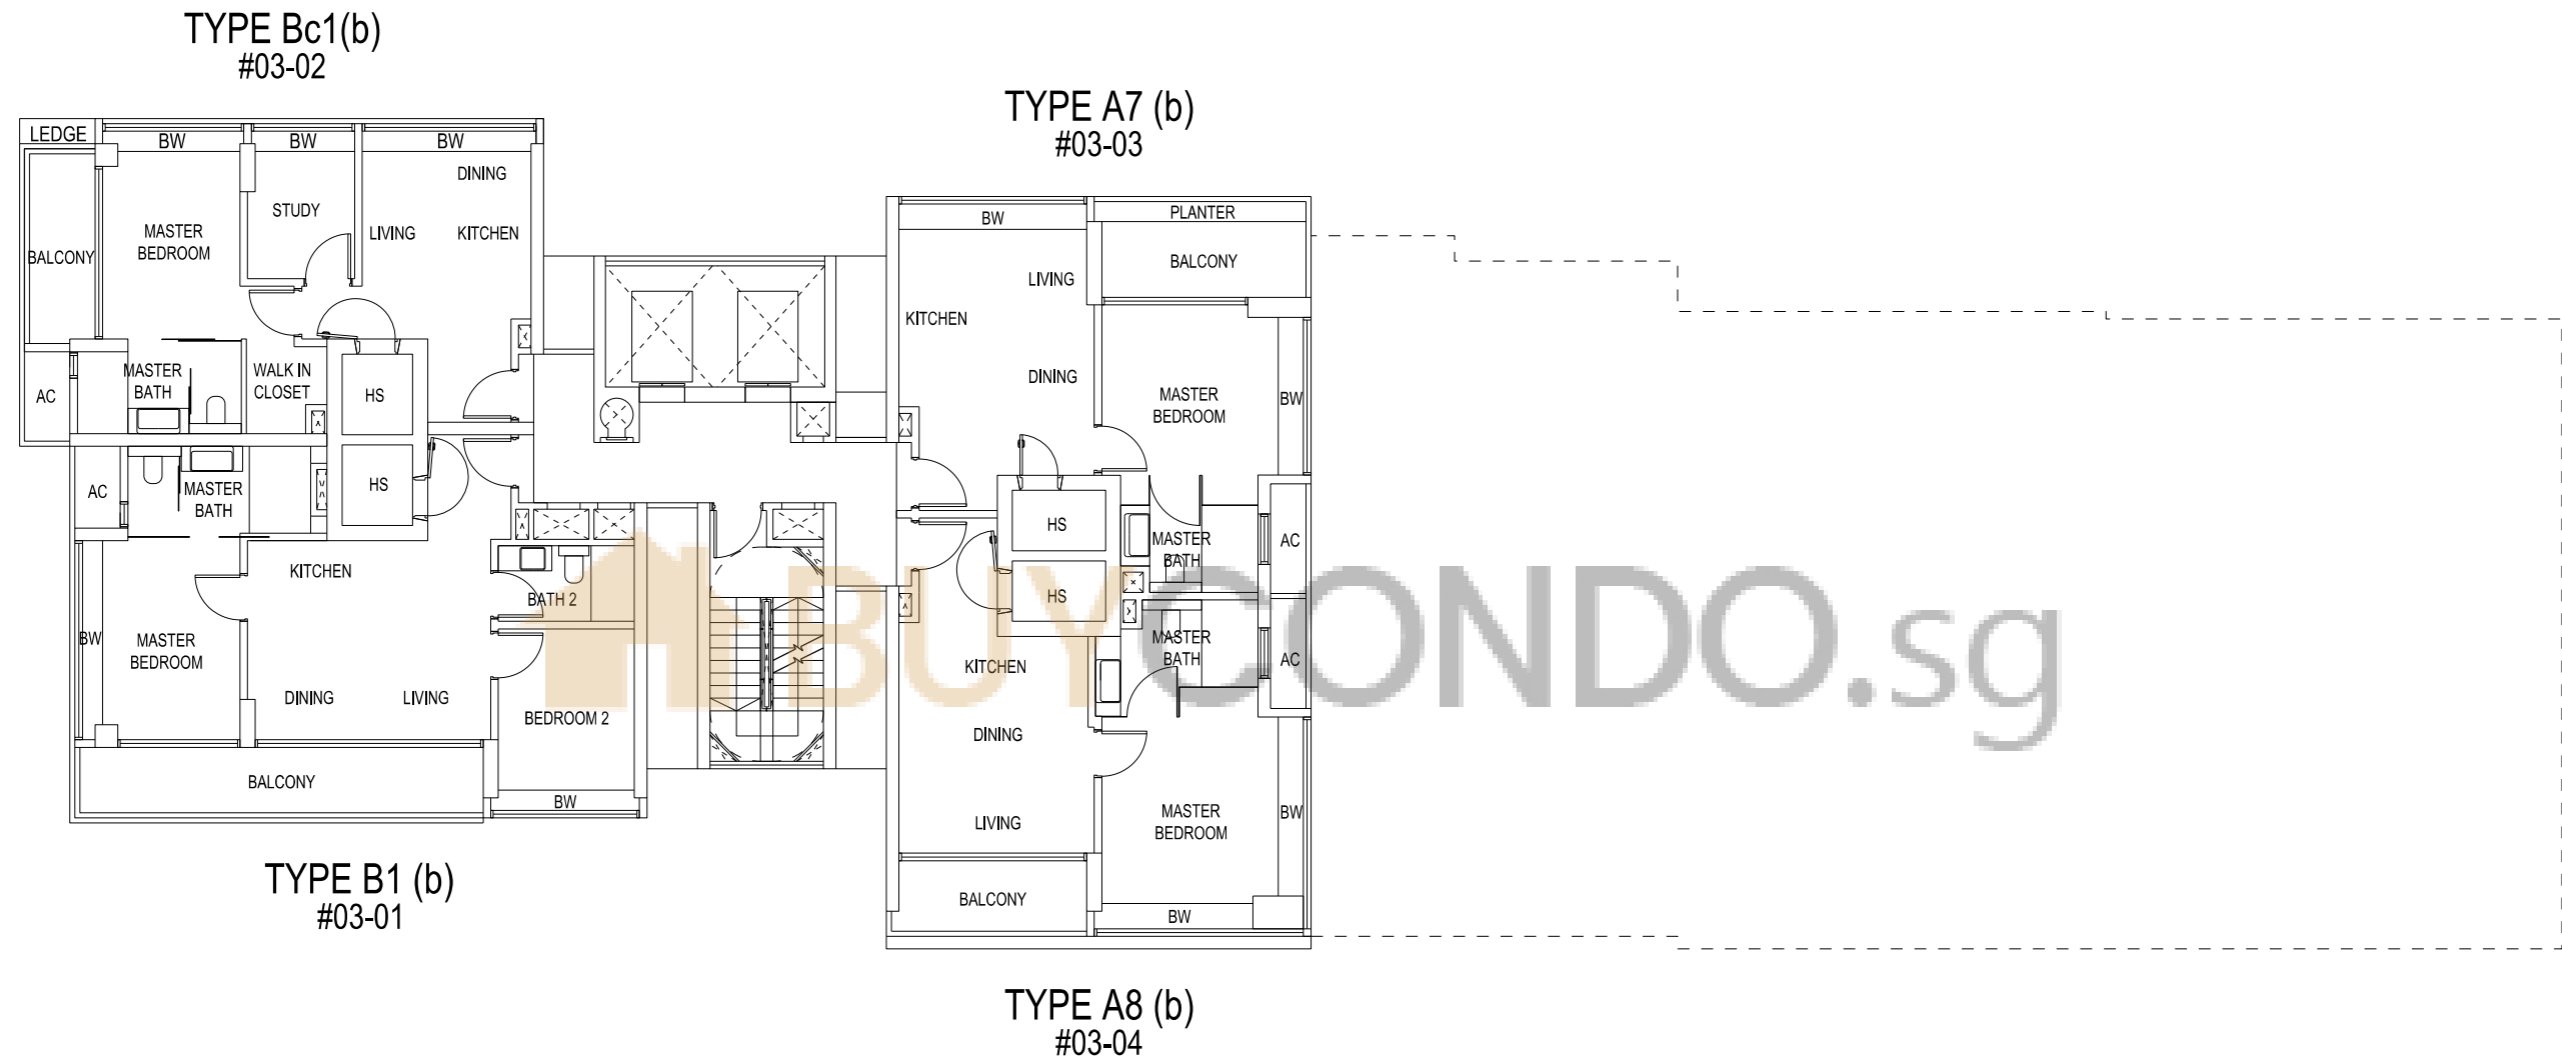 TYPE Bc1(b)
#03-02
LEDGE
BW
BW
BW
DINING
STUDY
MASTER
BEDROOM
LIVING
KITCHEN
BALCONY
MASTER
BATH
WALK IN
CLOSET
AC
HS
HS
AC
MASTER
BATH
KITCHEN
BATH 2
BW
MASTER
BEDROOM
DINING
LIVING
BEDROOM 2
BALCONY
BW
TYPE B1 (b)
#03-01
TYPE A7 (b)
#03-03
BW
PLANTER
BALCONY
LIVING
KITCHEN
DINING
MASTER
BEDROOM
BW
HS
MASTER
BATH
AC
HS
MASTER
BATH
AC
KITCHEN
DINING
MASTER
BEDROOM
BW
LIVING
BALCONY
BW
TYPE A8 (b)
#03-04
BUYCONDO.sg